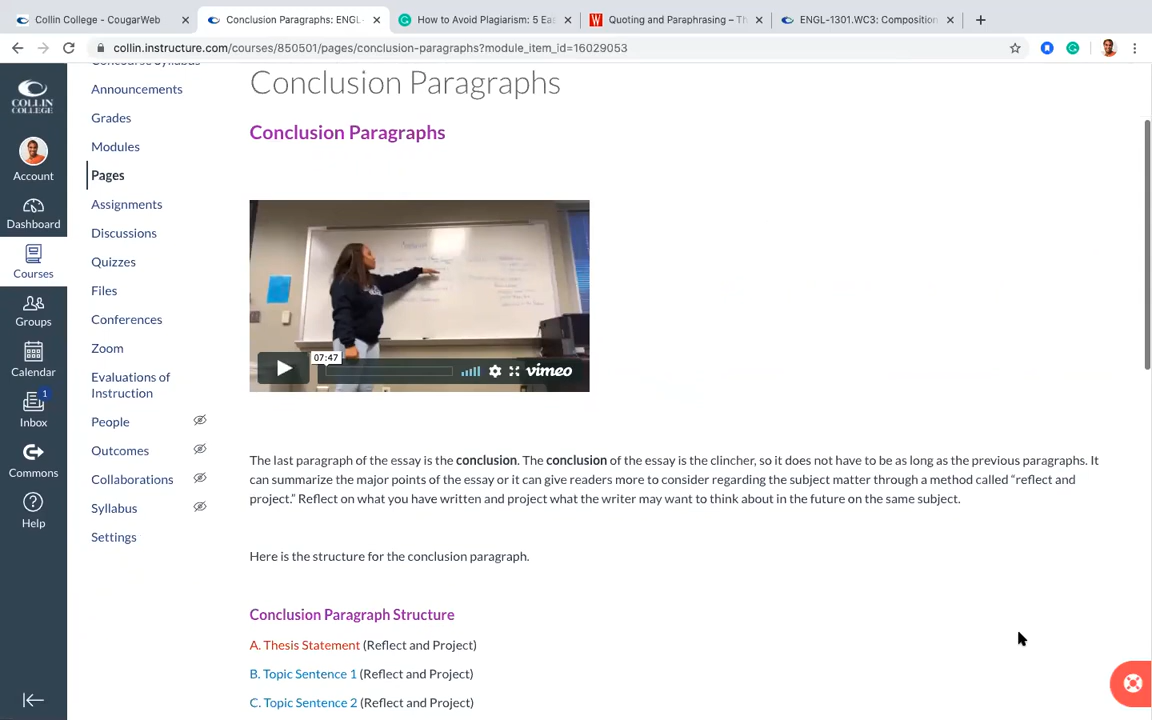 Collin College - CougarWeb
Conclusion Paragraphs: ENGL-
How to Avoid Plagiarism: 5 Ea
Quoting and Paraphrasing – Th
ENGL-1301.WC3: Composition
collin.instructure.com/courses/850501/pages/conclusion-paragraphs?module_item_id=16029053
COLLIN
COLLEGE
Account
Dashboard
Courses
Groups
Calendar
1
Inbox
Commons
Help
Concourse Syllabus
Announcements
Grades
Modules
Pages
Assignments
Discussions
Quizzes
Files
Conferences
Zoom
Evaluations of
Instruction
People
Outcomes
Collaborations
Syllabus
Settings
Conclusion Paragraphs
Conclusion Paragraphs
07:47
vimeo
The last paragraph of the essay is the conclusion. The conclusion of the essay is the clincher, so it does not have to be as long as the previous paragraphs. It
can summarize the major points of the essay or it can give readers more to consider regarding the subject matter through a method called “reflect and
project.” Reflect on what you have written and project what the writer may want to think about in the future on the same subject.
Here is the structure for the conclusion paragraph.
Conclusion Paragraph Structure
A. Thesis Statement (Reflect and Project)
B. Topic Sentence 1 (Reflect and Project)
C. Topic Sentence 2 (Reflect and Project)